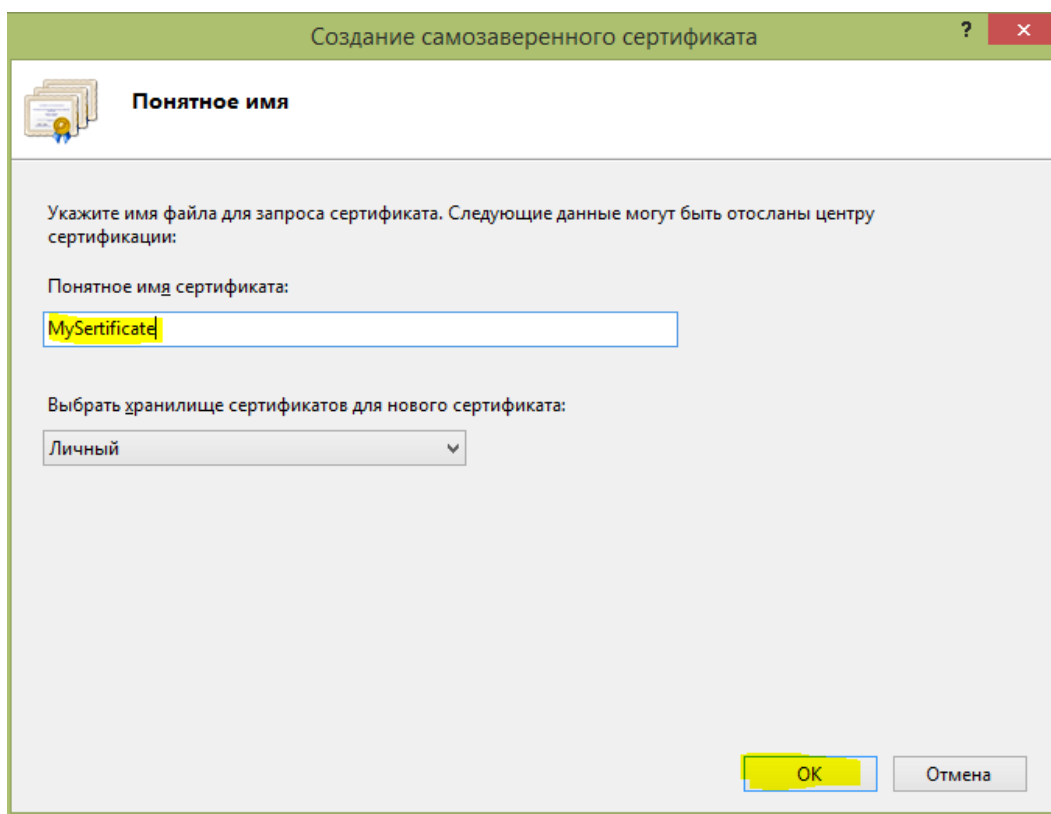 Создание самозаверенного сертификата
?
×
Понятное имя
Укажите имя файла для запроса сертификата. Следующие данные могут быть отосланы центру
сертификации:
Понятное имя сертификата:
MySertificate
Выбрать хранилище сертификатов для нового сертификата:
Личный
OK
Отмена